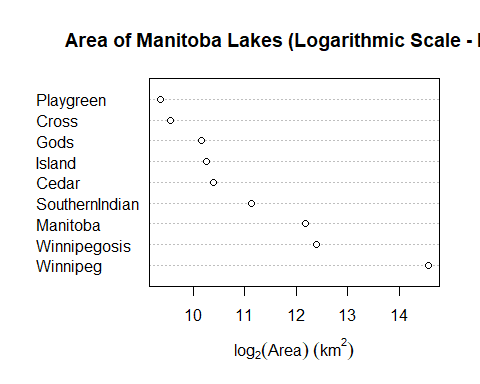 Area of Manitoba Lakes (Logarithmic Scale -
Playgreen
Cross
Gods
Island
Cedar
SouthernIndian
Manitoba
Winnipegosis
Winnipeg
10 11 12 13 14
log₂(Area) (km²)